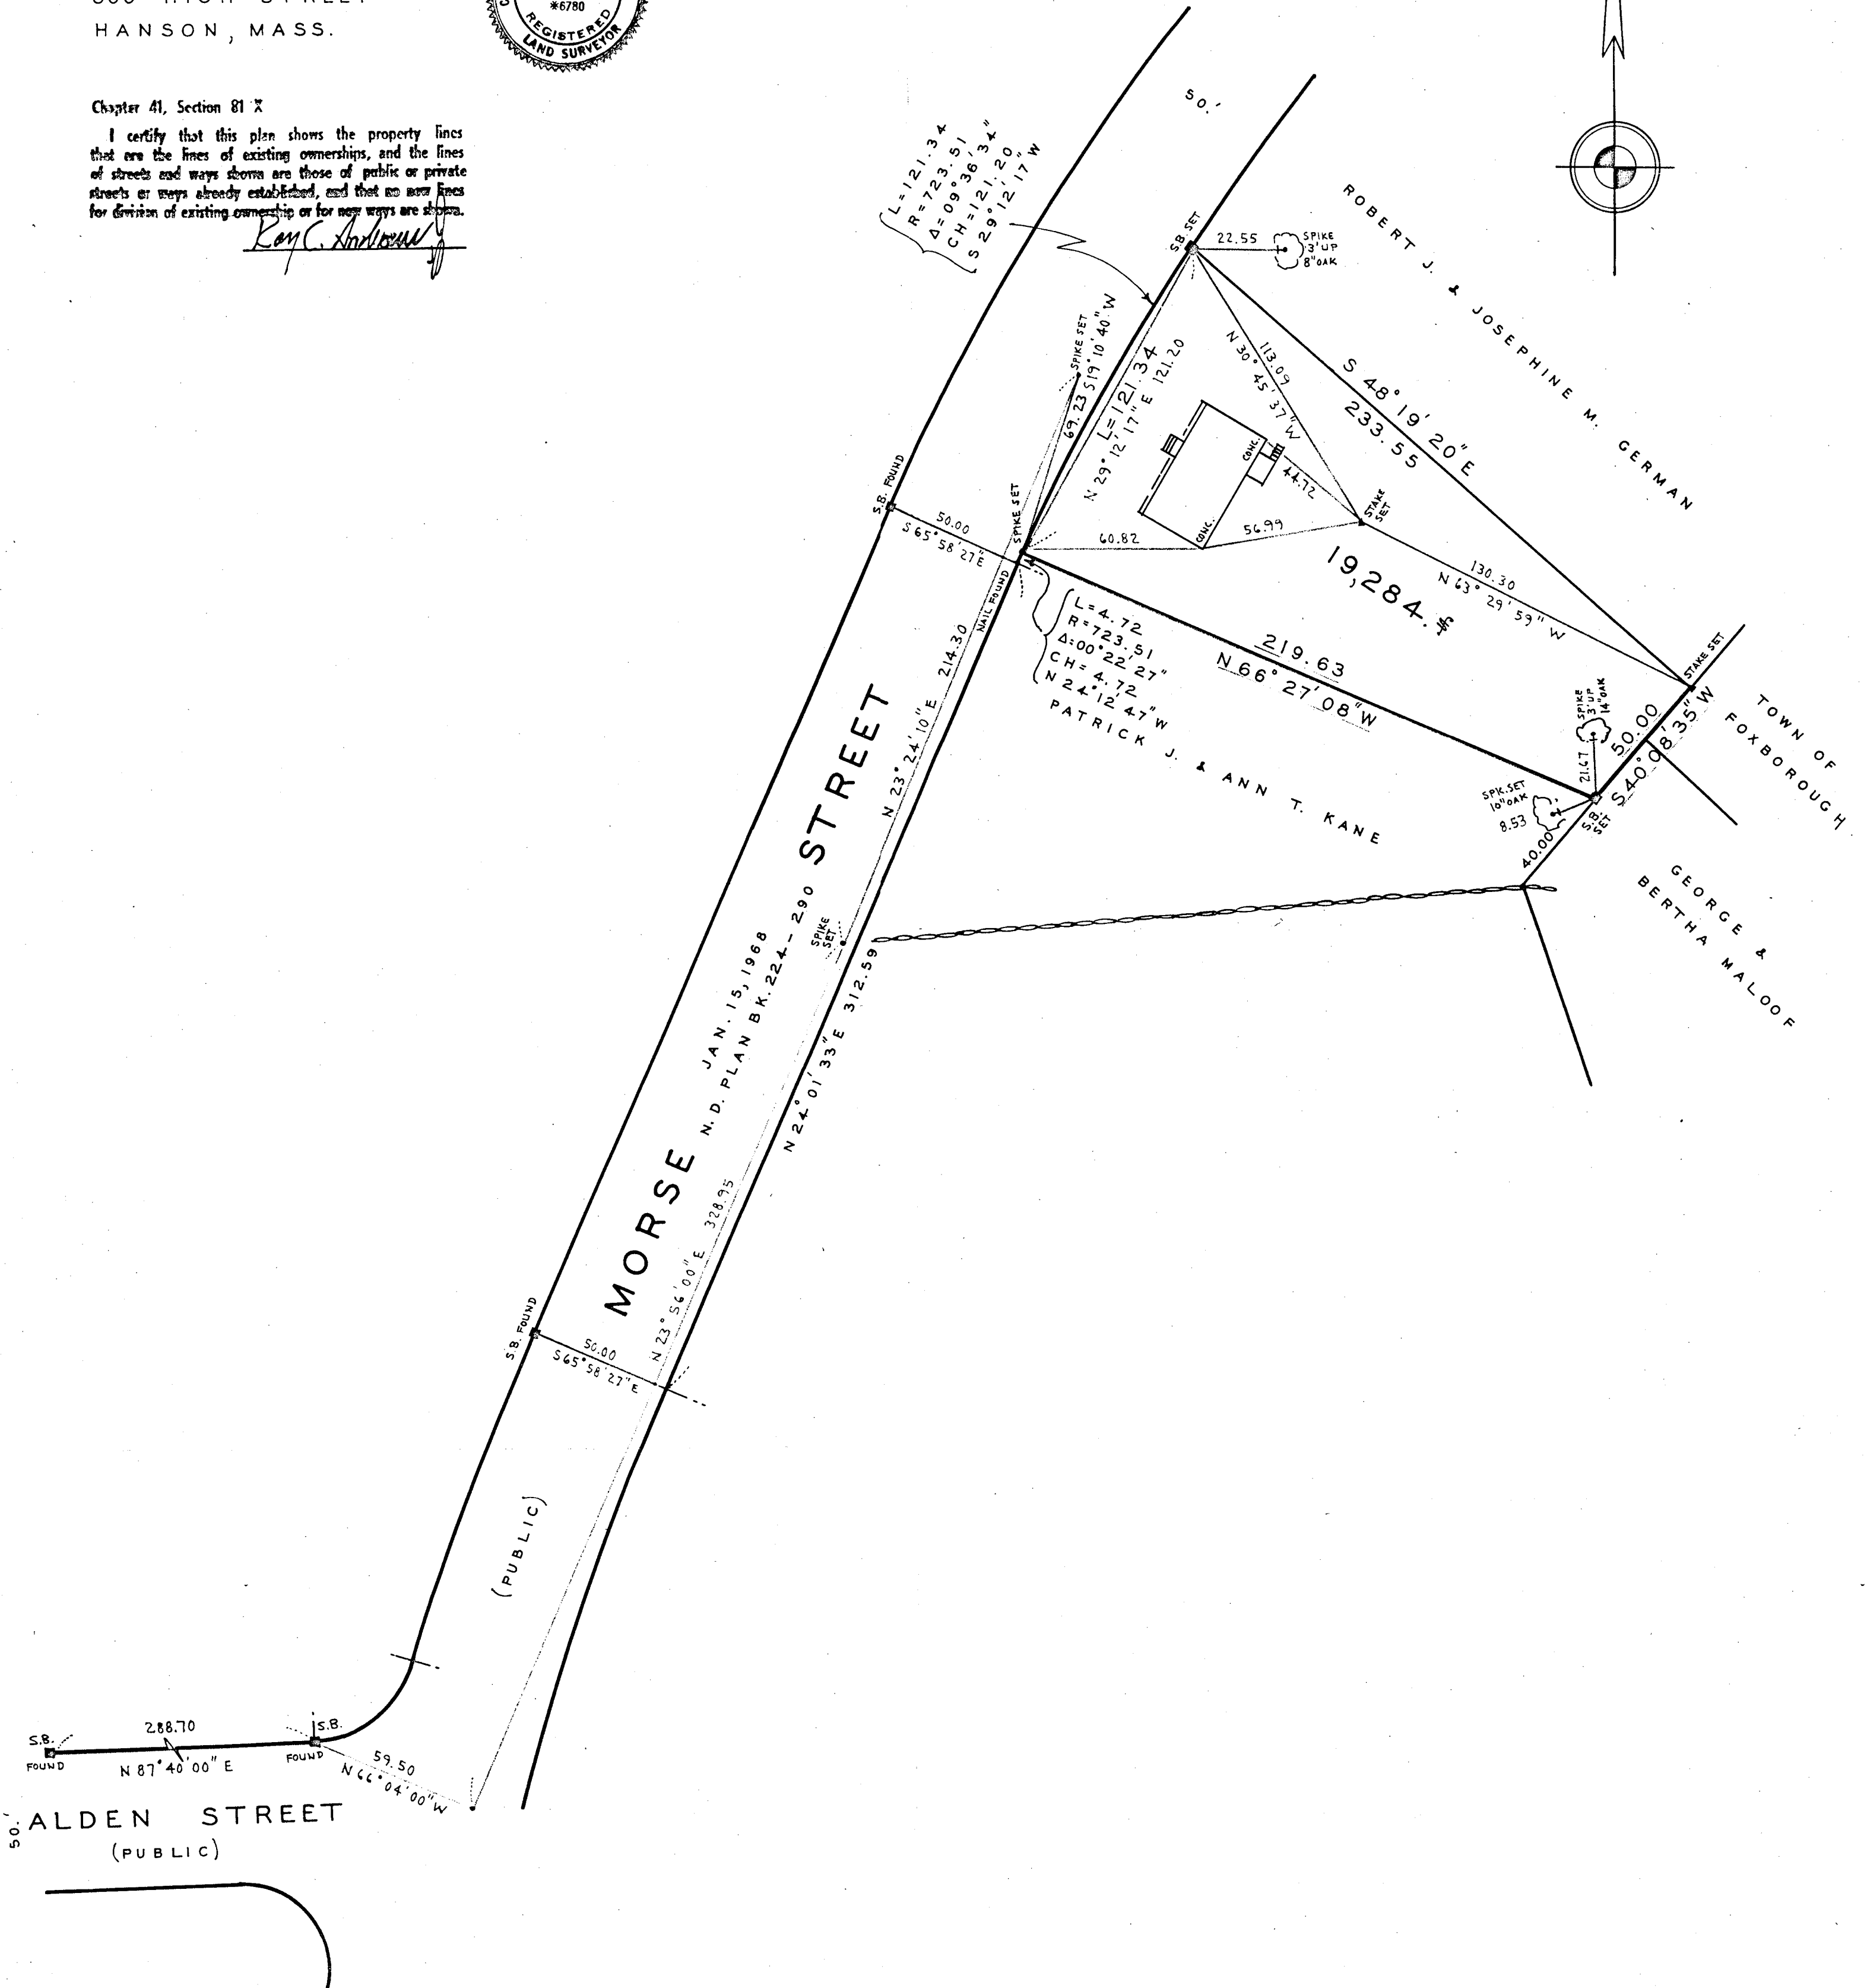 HANSON, MASS.
*6780
REGISTERED
LAND SURVEYOR
Chapter 41, Section 81 X
I certify that this plan shows the property lines
that are the lines of existing ownerships, and the lines
of streets and ways shown are those of public or private
streets or ways already established, and that no new lines
for division of existing ownership or for new ways are shown.
Ray C. Andrews Jr
50.'
L=121.34
R=723.51
Δ=09°36'34"
CH=121.20
S 29°12'17"W
S.B. SET
22.55
SPIKE
3'UP
8"OAK
ROBERT J. & JOSEPHINE M. GERMAN
SPIKE SET
69.23 S19°10'40"W
L=121.34
N 29°12'17"E 121.20
113.09
N 30°45'37"W
S 48°19'20"E
233.55
CONC.
44.72
STAKE
SET
CONC.
56.99
60.82
S.B. FOUND
50.00
S65°58'27"E
SPIKE SET
NAIL FOUND
19,284.
130.30
N 63°29'59"W
L=4.72
R=723.51
Δ=00°22'27"
CH=4.72
N 24°12'47"W
219.63
N 66°27'08"W
PATRICK J. & ANN T. KANE
STAKE SET
50.00
S40°08'35"W
TOWN OF
FOXBOROUGH
SPIKE
3'UP
14"OAK
21.67
SPK.SET
10"OAK
8.53
S.B.
SET
40.00
GEORGE &
BERTHA MALOOF
N 23°24'10"E 214.30
SPIKE
SET
N 24°01'33"E 312.59
MORSE STREET
JAN. 15, 1968
N. D. PLAN BK. 224-290
N 23°56'00"E 328.95
S.B. FOUND
50.00
S65°58'27"E
(PUBLIC)
S.B.
FOUND
288.70
N 87°40'00"E
S.B.
FOUND
59.50
N 66°04'00"W
50.'
ALDEN STREET
(PUBLIC)